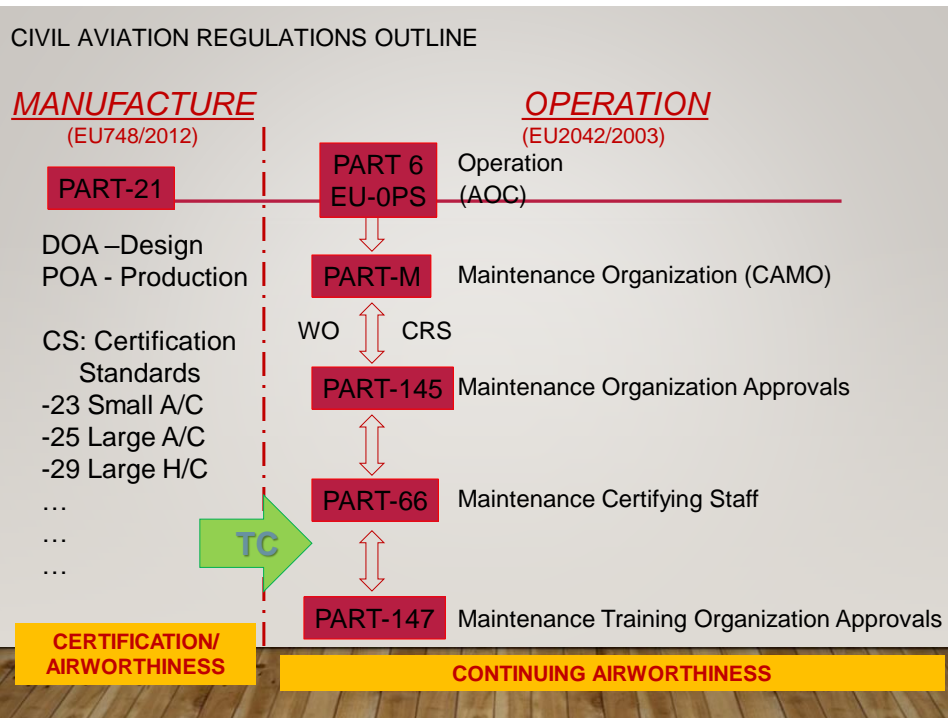 CIVIL AVIATION REGULATIONS OUTLINE
MANUFACTURE
(EU748/2012)
PART-21
DOA –Design
POA - Production
CS: Certification
Standards
-23 Small A/C
-25 Large A/C
-29 Large H/C
…
…
…
TC
CERTIFICATION/
AIRWORTHINESS
OPERATION
(EU2042/2003)
PART 6
EU-0PS
Operation
(AOC)
PART-M
Maintenance Organization (CAMO)
WO
CRS
PART-145
Maintenance Organization Approvals
PART-66
Maintenance Certifying Staff
PART-147
Maintenance Training Organization Approvals
CONTINUING AIRWORTHINESS